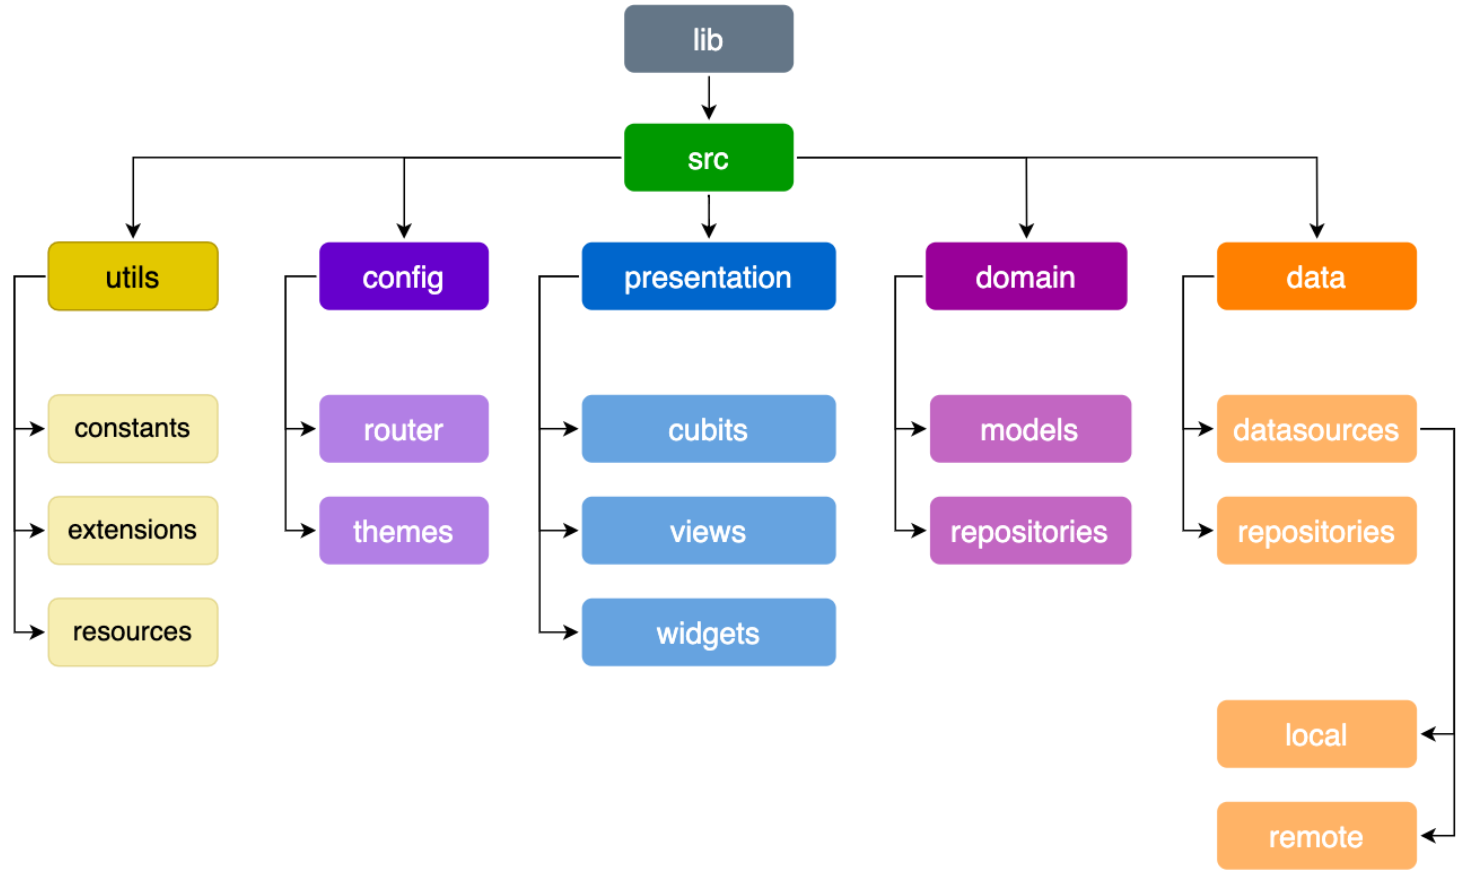 lib
src
utils
config
presentation
domain
data
constants
router
cubits
models
datasources
extensions
themes
views
repositories
repositories
resources
widgets
local
remote